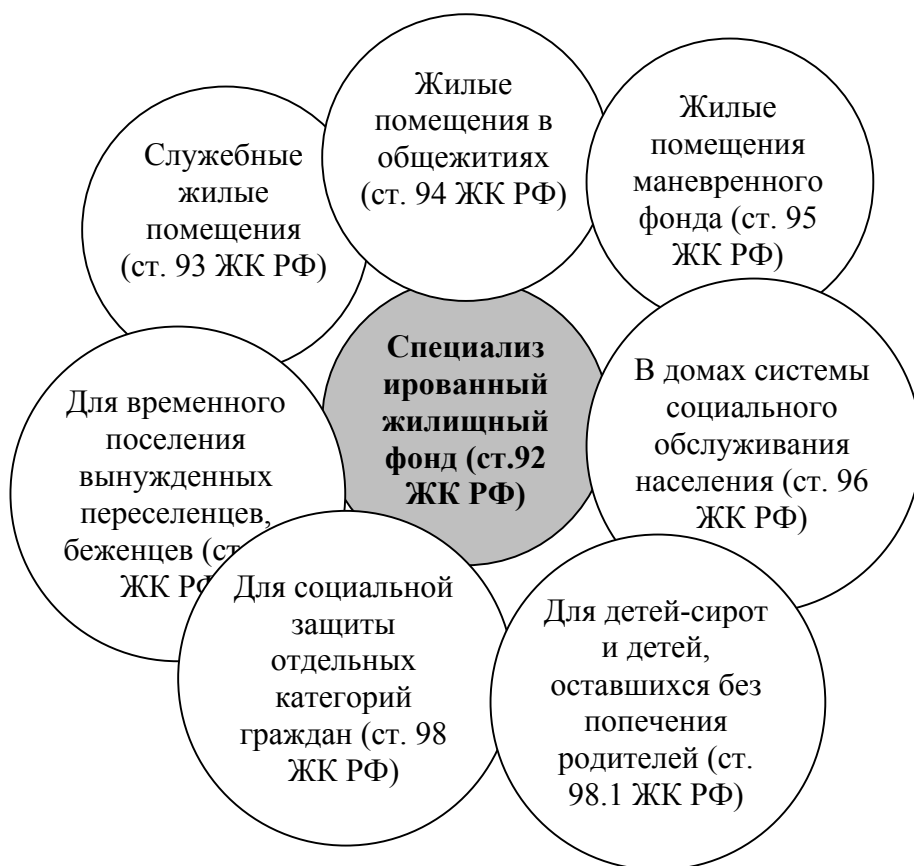 Жилые
помещения в
общежитиях
(ст. 94 ЖК РФ)
Жилые
помещения
маневренного
фонда (ст. 95
ЖК РФ)
Служебные
жилые
помещения
(ст. 93 ЖК РФ)
Специализ
ированный
жилищный
фонд (ст.92
ЖК РФ)
В домах системы
социального
обслуживания
населения (ст. 96
ЖК РФ)
Для временного
поселения
вынужденных
переселенцев,
беженцев (ст.
ЖК РФ
Для социальной
защиты
отдельных
категорий
граждан (ст. 98
ЖК РФ)
Для детей-сирот
и детей,
оставшихся без
попечения
родителей (ст.
98.1 ЖК РФ)